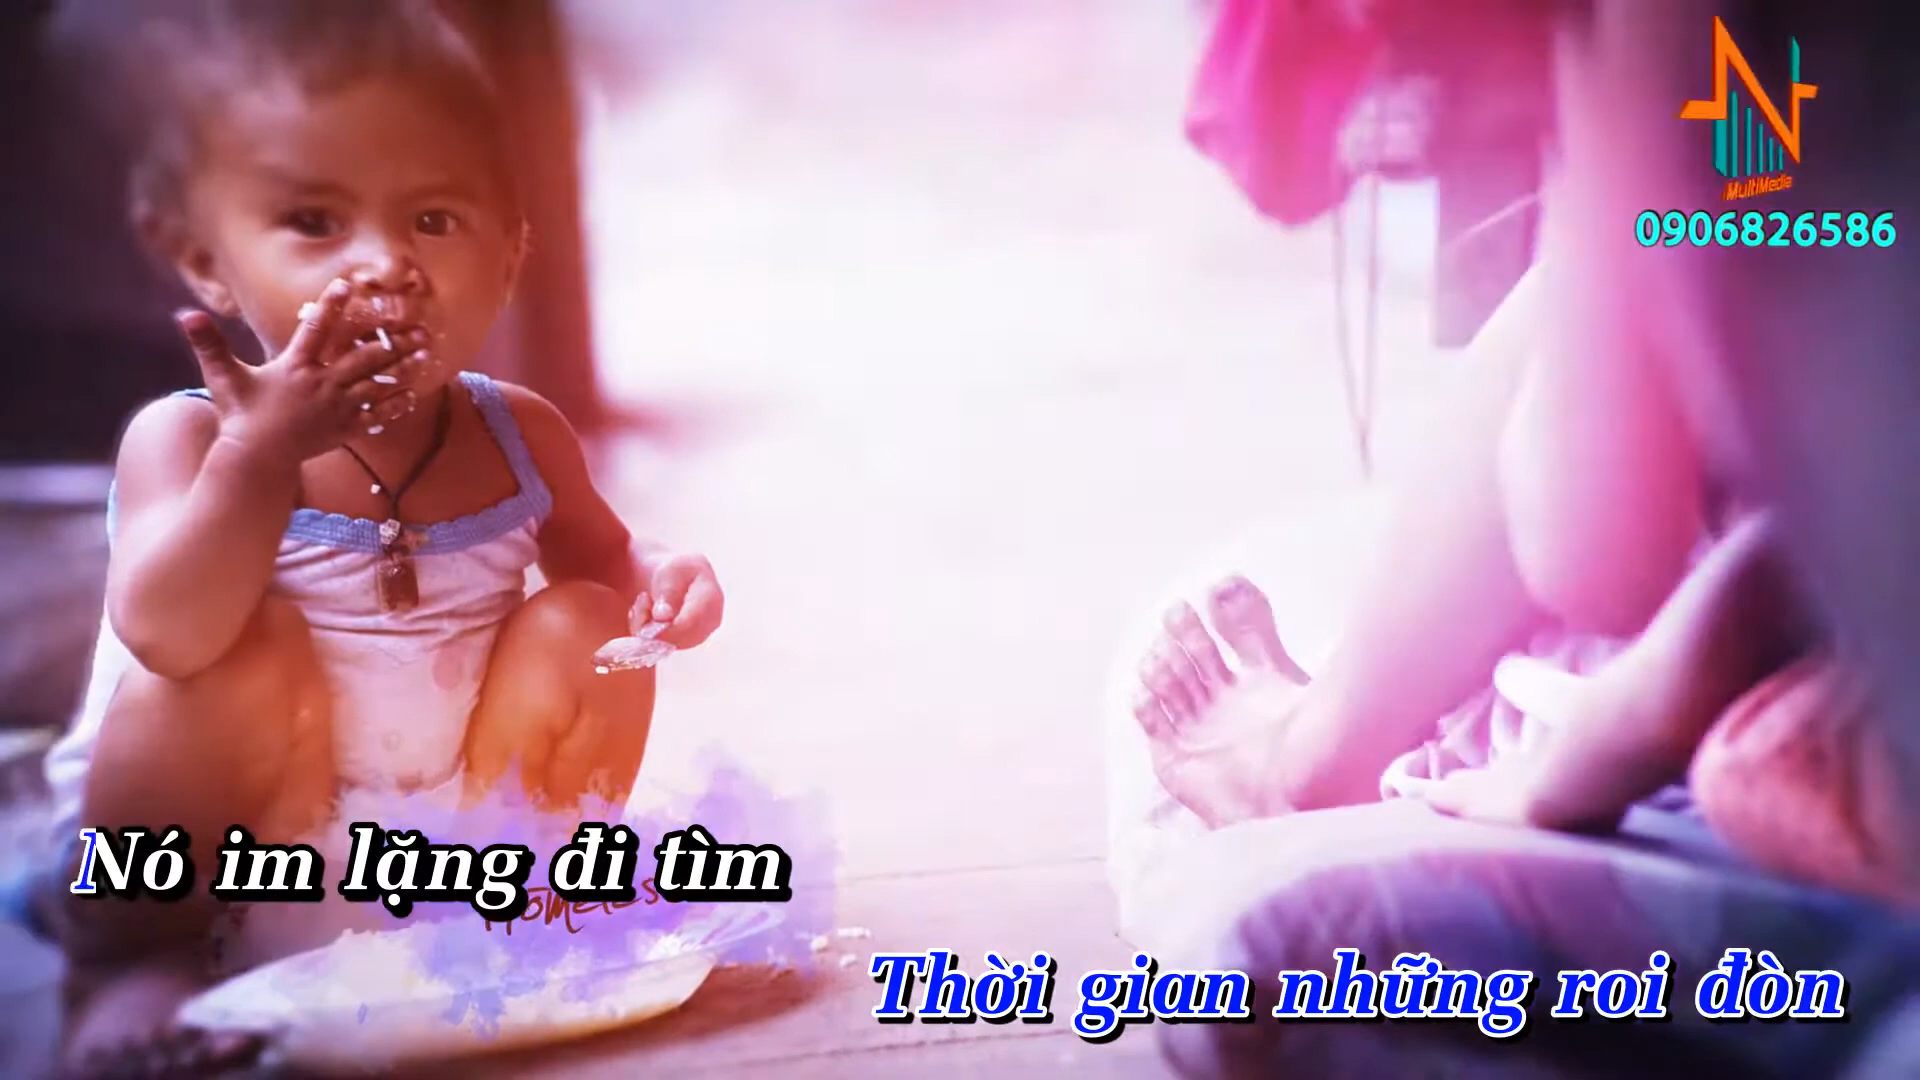 MultiMedia
0906826586
Nó im lặng đi tìm
Thời gian những roi đòn